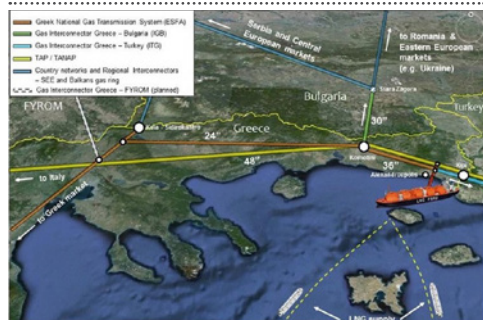 Greek National Gas Transmission System (ESFA)
Gas Interconnector Greece - Bulgaria (IGB)
Gas Interconnector Greece - Turkey (ITG)
TAP / TANAP
Country networks and Regional Interconnectors
- SEE and Balkans gas ring
Gas Interconnector Greece - FYROM (planned)
Serbia and Central
European markets
to Romania &
Eastern European
markets
(e.g. Ukraine)
Stara Zagora
Bulgaria
Turkey
FYROM
30"
24"
Greece
Komotini
48"
36"
Alexandroupolis
to Italy
to Greek market
LNG supply